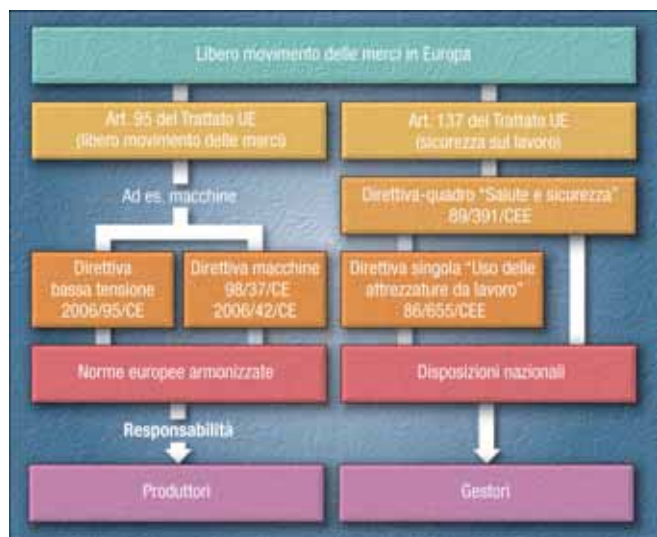 Libero movimento delle merci in Europa
Art. 95 del Trattato UE
(libero movimento delle merci)
Art. 137 del Trattato UE
(sicurezza sul lavoro)
Ad es. macchine
Direttiva-quadro “Salute e sicurezza”
89/391/CEE
Direttiva
bassa tensione
2006/95/CE
Direttiva macchine
98/37/CE
2006/42/CE
Direttiva singola “Uso delle
attrezzature da lavoro”
86/655/CEE
Norme europee armonizzate
Disposizioni nazionali
Responsabilità
Produttori
Gestori